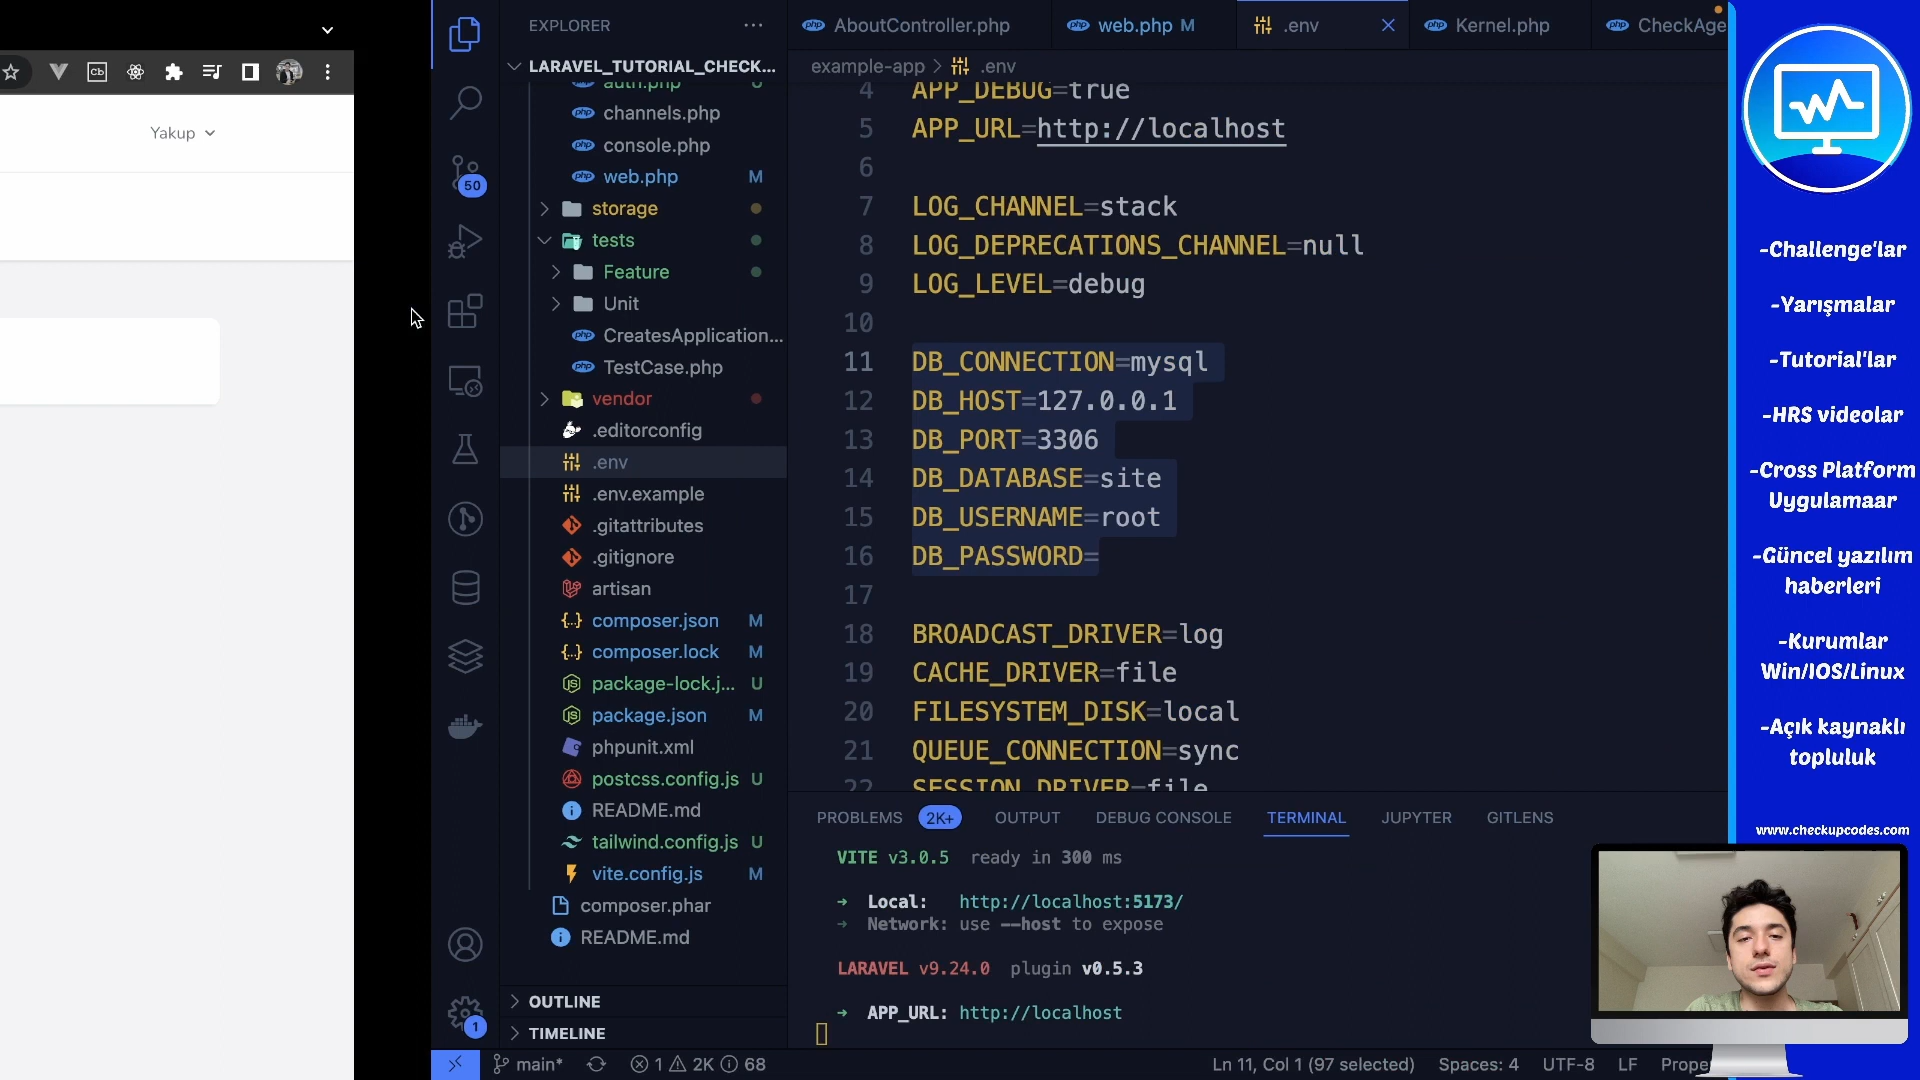 Cb
Yakup
EXPLORER
LARAVEL_TUTORIAL_CHECK...
auth.php U
channels.php
console.php
web.php M
storage
tests
Feature
Unit
CreatesApplication...
TestCase.php
vendor
.editorconfig
.env
.env.example
.gitattributes
.gitignore
artisan
composer.json M
composer.lock M
package-lock.j... U
package.json M
phpunit.xml
postcss.config.js U
README.md
tailwind.config.js U
vite.config.js M
composer.phar
README.md
OUTLINE
TIMELINE
50
1
AboutController.php
web.php M
.env
Kernel.php
CheckAge
example-app > .env
4 APP_DEBUG=true
5 APP_URL=http://localhost
6
7 LOG_CHANNEL=stack
8 LOG_DEPRECATIONS_CHANNEL=null
9 LOG_LEVEL=debug
10
11 DB_CONNECTION=mysql
12 DB_HOST=127.0.0.1
13 DB_PORT=3306
14 DB_DATABASE=site
15 DB_USERNAME=root
16 DB_PASSWORD=
17
18 BROADCAST_DRIVER=log
19 CACHE_DRIVER=file
20 FILESYSTEM_DISK=local
21 QUEUE_CONNECTION=sync
22 SESSION_DRIVER=file
PROBLEMS 2K+ OUTPUT DEBUG CONSOLE TERMINAL JUPYTER GITLENS
VITE v3.0.5 ready in 300 ms
➜ Local: http://localhost:5173/
➜ Network: use --host to expose
LARAVEL v9.24.0 plugin v0.5.3
➜ APP_URL: http://localhost
main* 1 2K 68
Ln 11, Col 1 (97 selected) Spaces: 4 UTF-8 LF Prope
-Challenge'lar
-Yarışmalar
-Tutorial'lar
-HRS videolar
-Cross Platform
Uygulamaar
-Güncel yazılım
haberleri
-Kurumlar
Win/IOS/Linux
-Açık kaynaklı
topluluk
www.checkupcodes.com